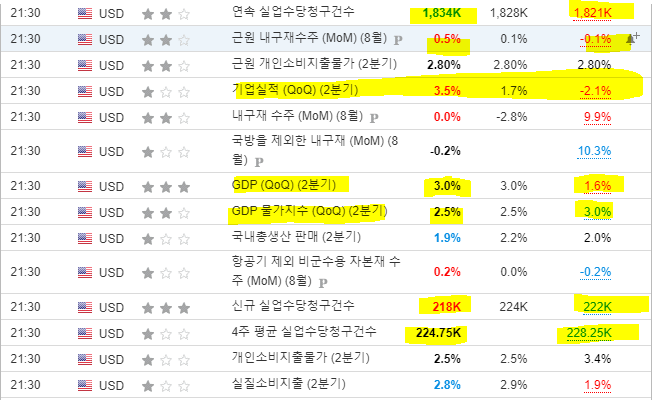 21:30 USD 연속 실업수당청구건수 1,834K 1,828K 1,821K
21:30 USD 근원 내구재수주 (MoM) (8월) P 0.5% 0.1% -0.1%
21:30 USD 근원 개인소비지출물가 (2분기) 2.80% 2.80% 2.80%
21:30 USD 기업실적 (QoQ) (2분기) 3.5% 1.7% -2.1%
21:30 USD 내구재 수주 (MoM) (8월) P 0.0% -2.8% 9.9%
21:30 USD 국방을 제외한 내구재 (MoM) (8
월) P -0.2% 10.3%
21:30 USD GDP (QoQ) (2분기) 3.0% 3.0% 1.6%
21:30 USD GDP 물가지수 (QoQ) (2분기) 2.5% 2.5% 3.0%
21:30 USD 국내총생산 판매 (2분기) 1.9% 2.2% 2.0%
21:30 USD 항공기 제외 비군수용 자본재 수
주 (MoM) (8월) P 0.2% 0.0% -0.2%
21:30 USD 신규 실업수당청구건수 218K 224K 222K
21:30 USD 4주 평균 실업수당청구건수 224.75K 228.25K
21:30 USD 개인소비지출물가 (2분기) 2.5% 2.5% 3.4%
21:30 USD 실질소비지출 (2분기) 2.8% 2.9% 1.9%